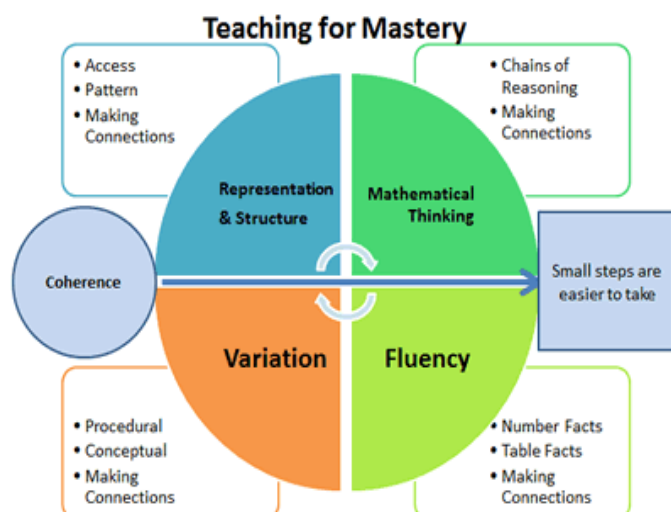 Teaching for Mastery
• Access
• Pattern
• Making
Connections
• Chains of
Reasoning
• Making
Connections
Representation
& Structure
Mathematical
Thinking
Coherence
Small steps are
easier to take
Variation
Fluency
• Procedural
• Conceptual
• Making
Connections
• Number Facts
• Table Facts
• Making
Connections